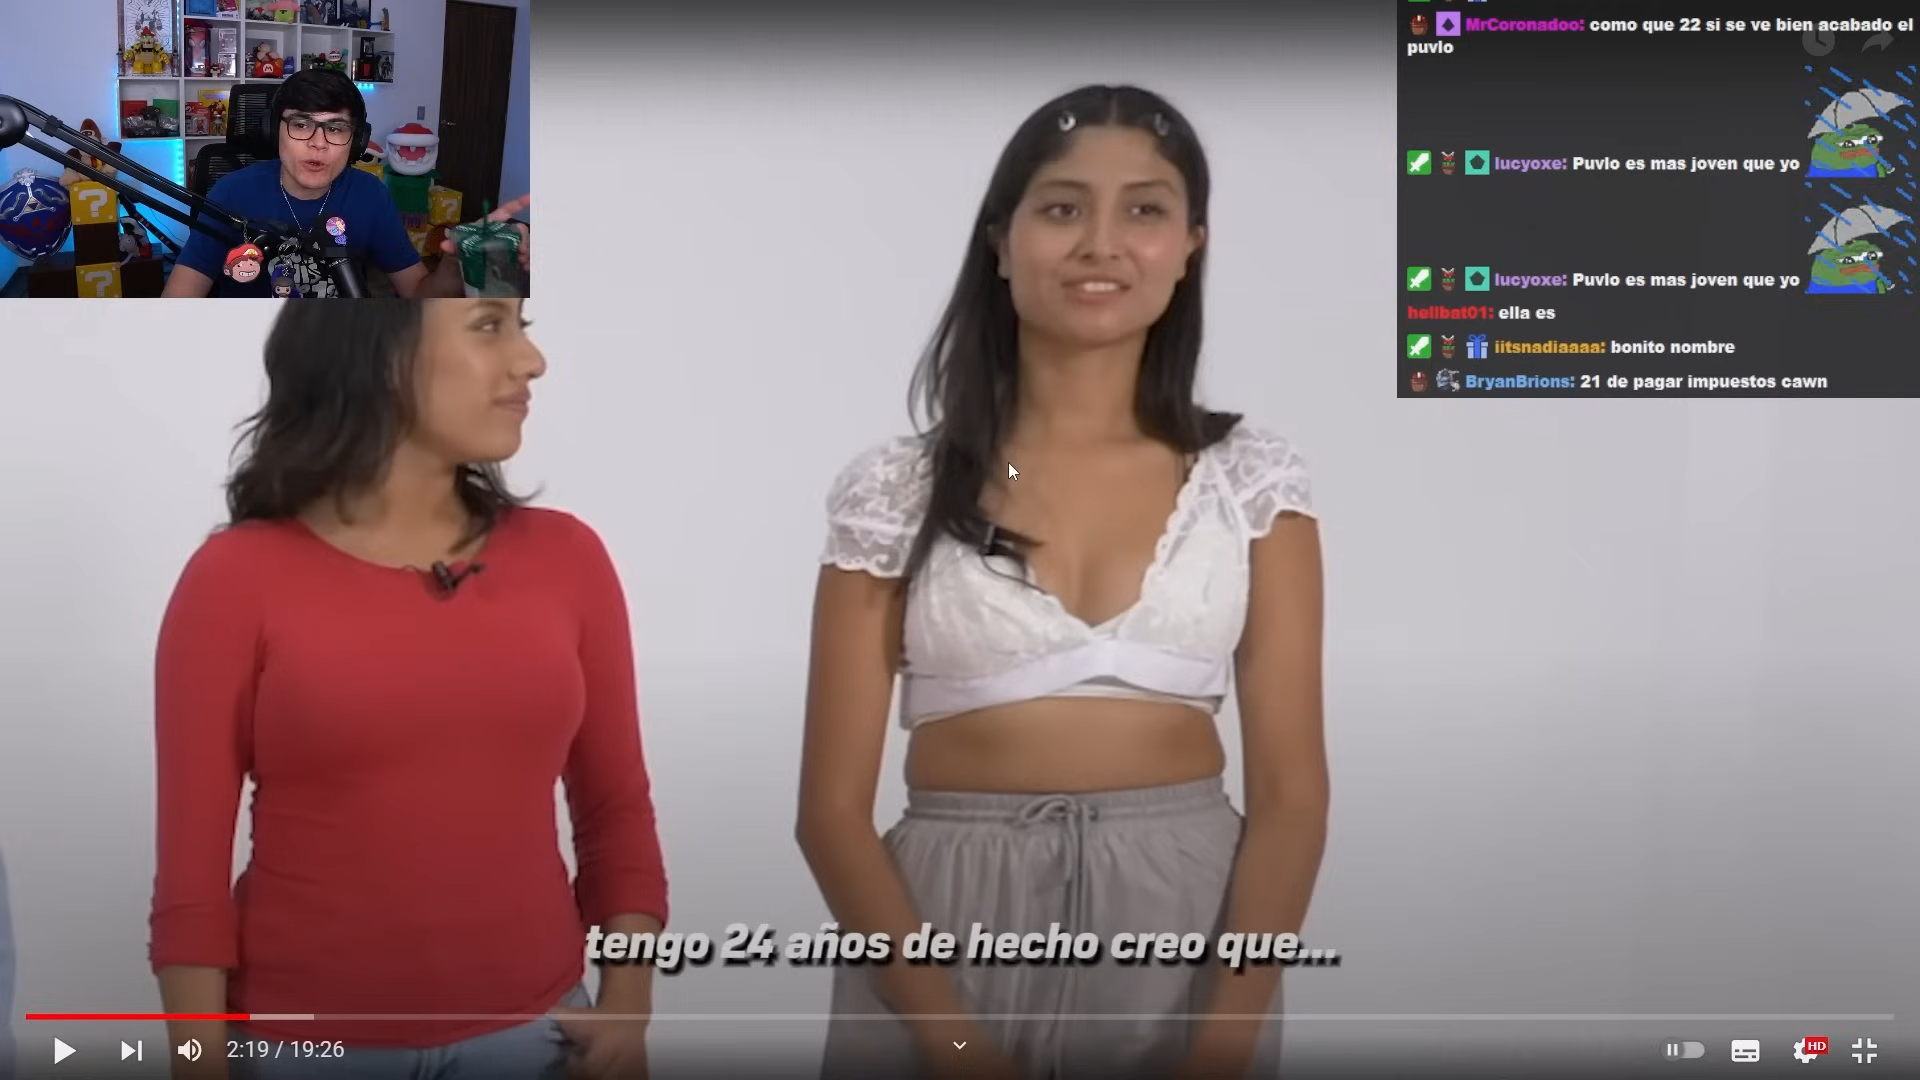 MrCoronadoo: como que 22 si se ve bien acabado el
puvlo
lucyoxe: Puvlo es mas joven que yo
lucyoxe: Puvlo es mas joven que yo
hellbat01: ella es
iitsnadiaaaa: bonito nombre
BryanBrions: 21 de pagar impuestos cawn
tengo 24 años de hecho creo que...
2:19 / 19:26
HD